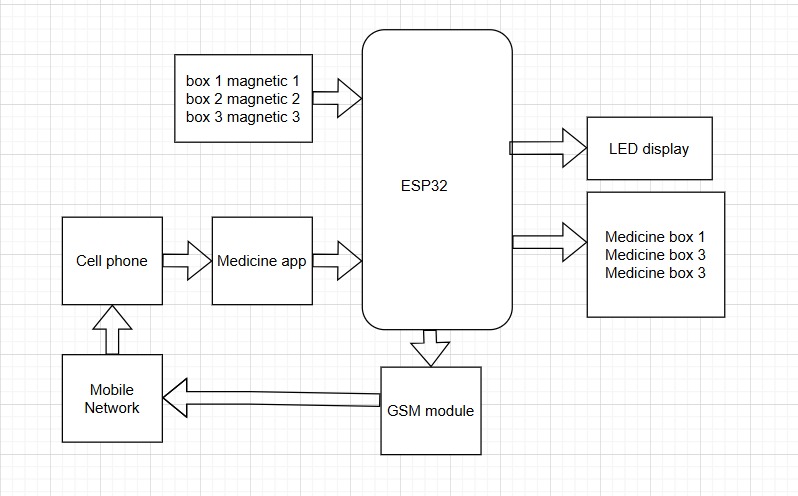 box 1 magnetic 1
box 2 magnetic 2
box 3 magnetic 3
ESP32
LED display
Medicine box 1
Medicine box 3
Medicine box 3
Cell phone
Medicine app
Mobile
Network
GSM module